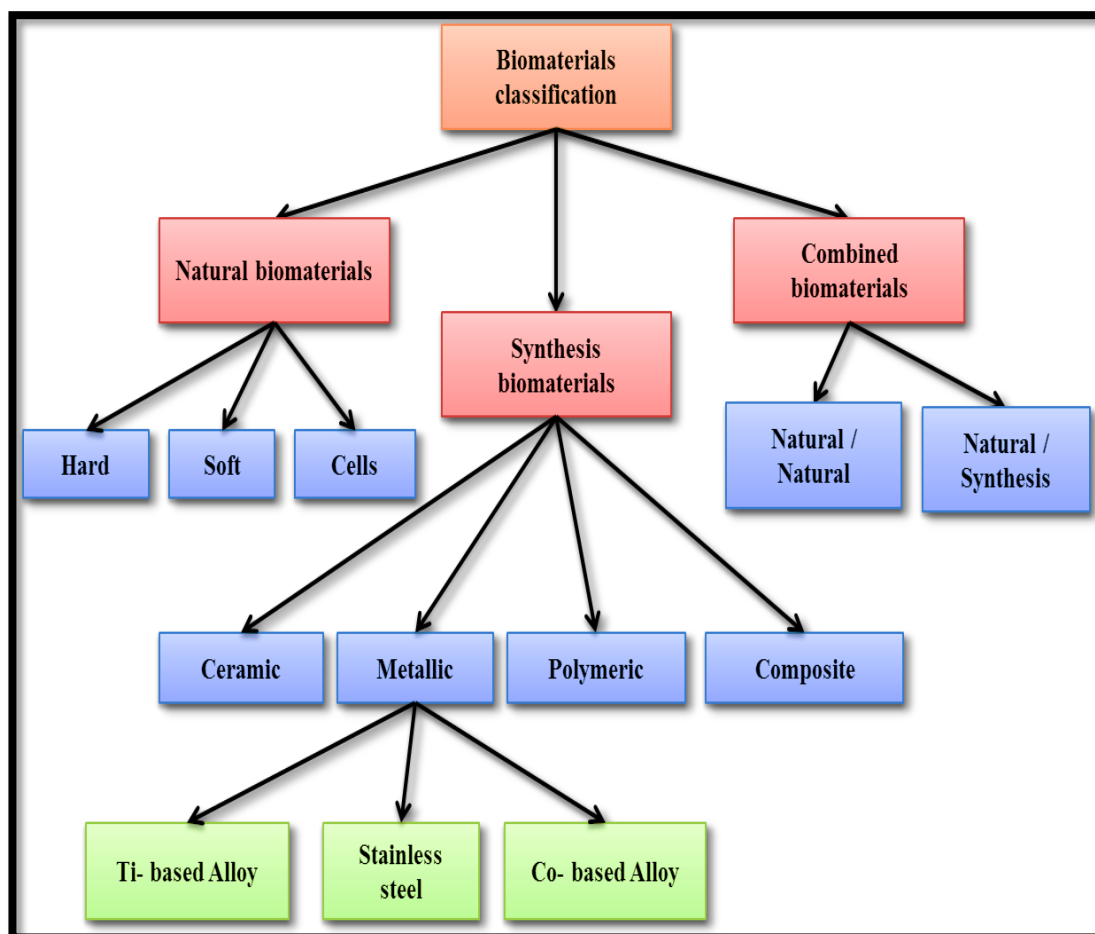 Biomaterials
classification
Natural biomaterials
Synthesis
biomaterials
Combined
biomaterials
Hard
Soft
Cells
Natural /
Natural
Natural /
Synthesis
Ceramic
Metallic
Polymeric
Composite
Ti- based Alloy
Stainless
steel
Co- based Alloy